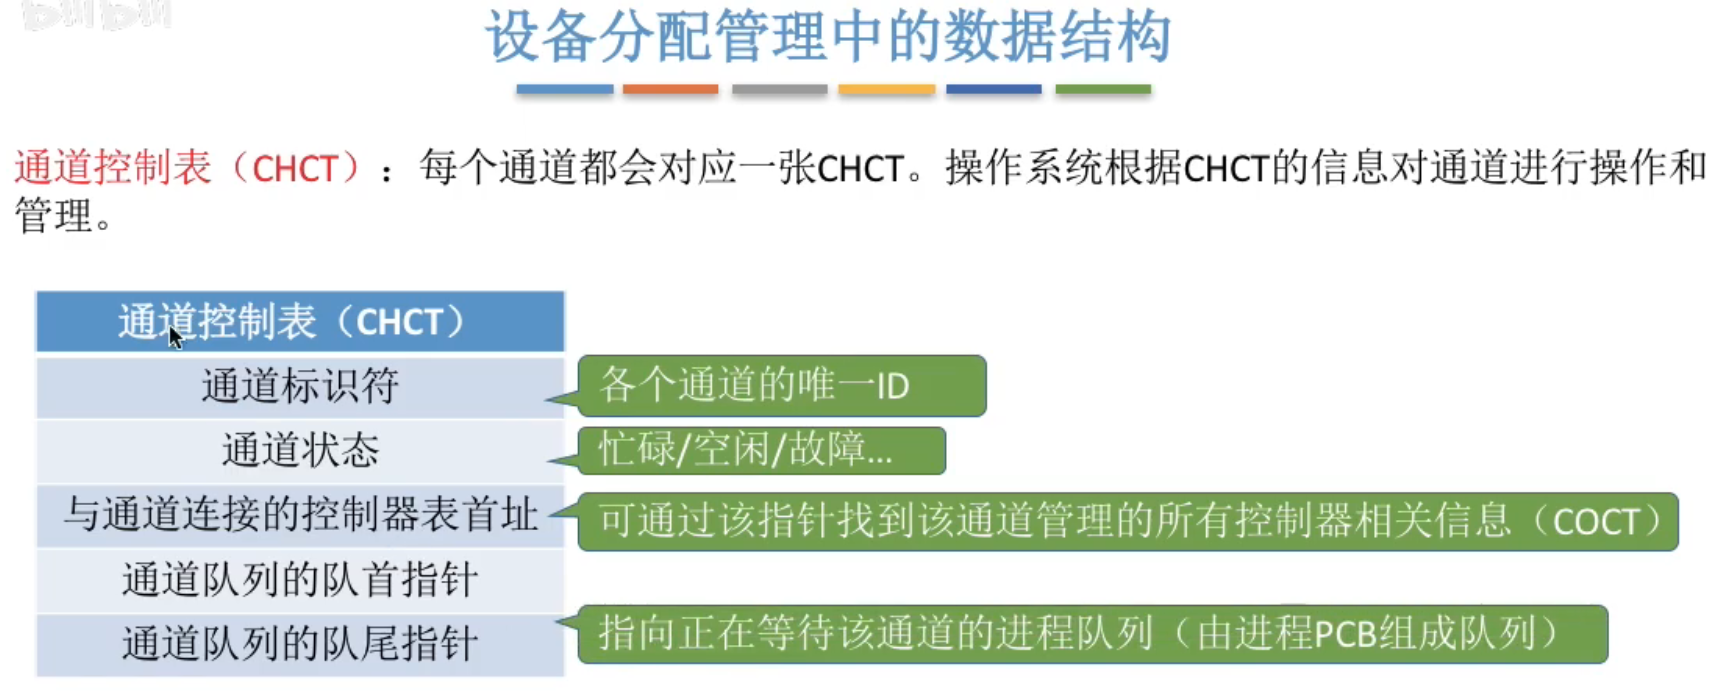 设备分配管理中的数据结构
通道控制表（CHCT）：每个通道都会对应一张CHCT。操作系统根据CHCT的信息对通道进行操作和
管理。
通道控制表（CHCT）
通道标识符
各个通道的唯一ID
通道状态
忙碌/空闲/故障...
与通道连接的控制器表首址
可通过该指针找到该通道管理的所有控制器相关信息（COCT）
通道队列的队首指针
通道队列的队尾指针
指向正在等待该通道的进程队列（由进程PCB组成队列）